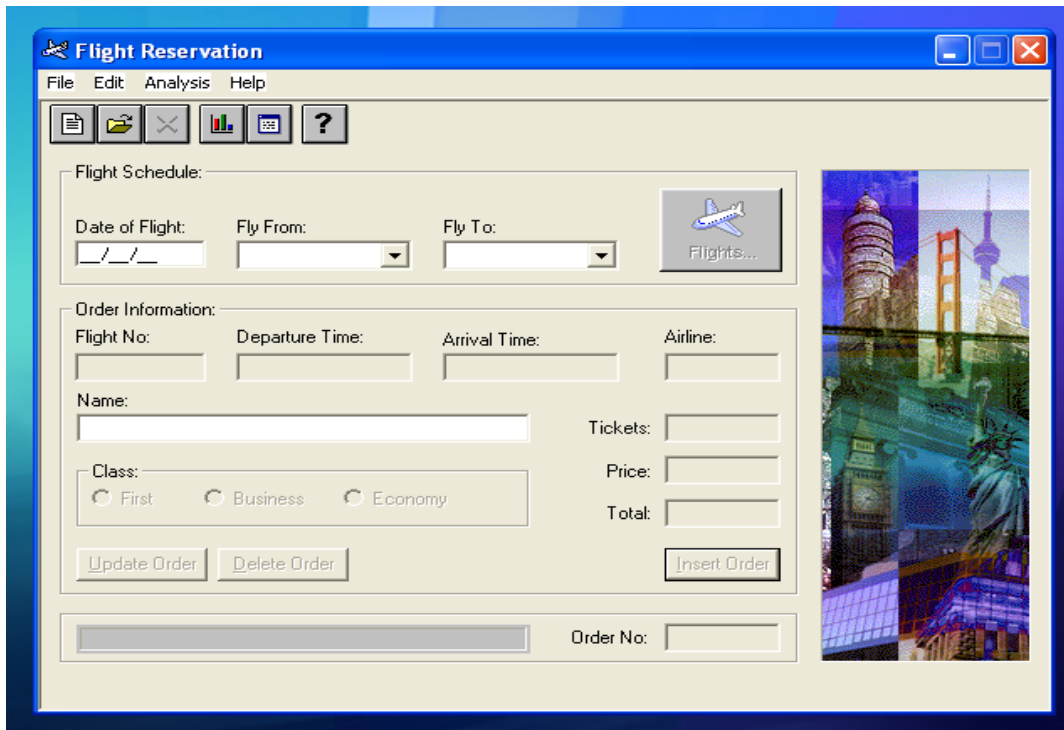 Flight Reservation
File Edit Analysis Help
?
Flight Schedule:
Date of Flight: Fly From: Fly To:
__/__/__
Flights...
Order Information:
Flight No: Departure Time: Arrival Time: Airline:
Name:
Tickets:
Class:
First Business Economy
Price:
Total:
Update Order Delete Order Insert Order
Order No: